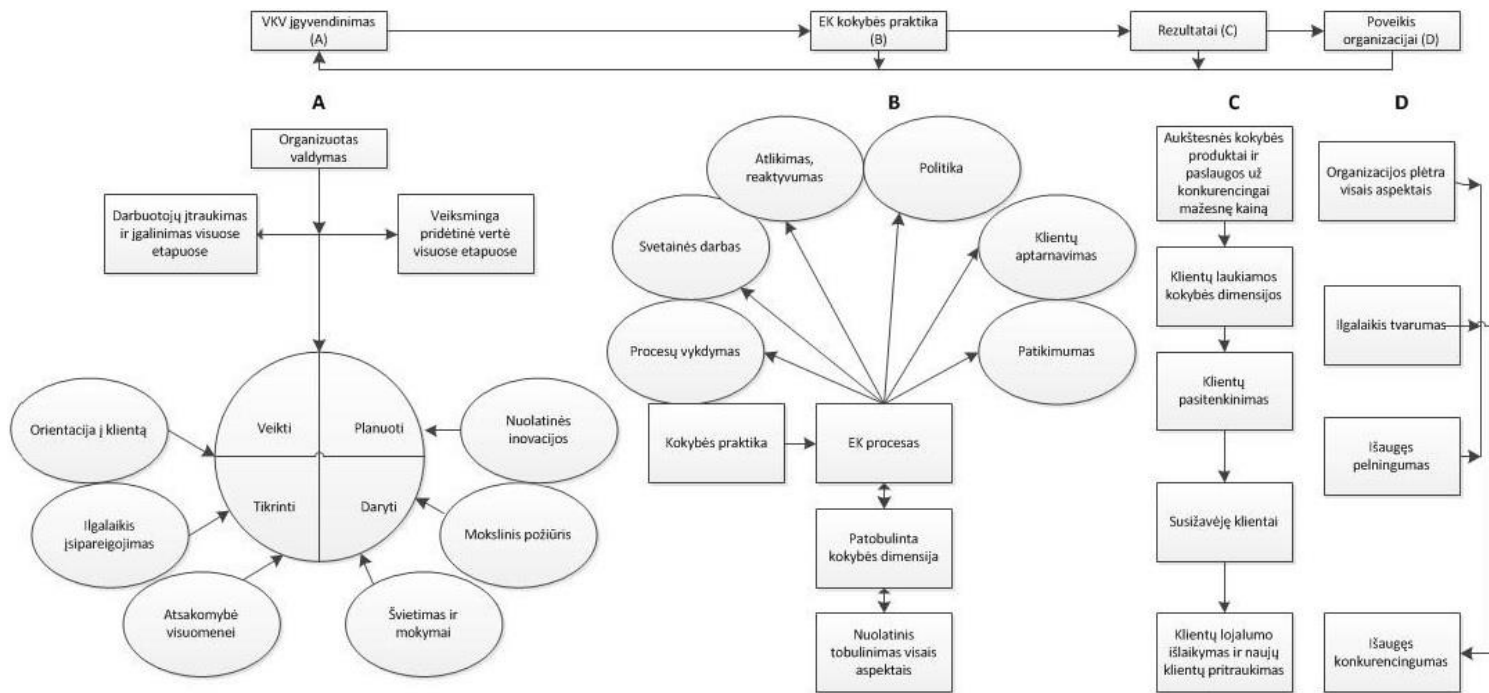 VKV įgyvendinimas
(A)
EK kokybės praktika
(B)
Rezultatai (C)
Poveikis
organizacijai (D)
A
B
C
D
Organizuotas
valdymas
Darbuotojų įtraukimas
ir įgalinimas visuose
etapuose
Veiksminga
pridėtinė vertė
visuose etapuose
Veikti
Planuoti
Tikrinti
Daryti
Orientacija į klientą
Ilgalaikis
įsipareigojimas
Atsakomybė
visuomenei
Švietimas ir
mokymai
Mokslinis požiūris
Nuolatinės
inovacijos
Atlikimas,
reaktyvumas
Politika
Svetainės darbas
Klientų
aptarnavimas
Procesų vykdymas
Patikimumas
Kokybės praktika
EK procesas
Patobulinta
kokybės dimensija
Nuolatinis
tobulinimas visais
aspektais
Aukštesnės kokybės
produktai ir
paslaugos už
konkurencingai
mažesnę kainą
Klientų laukiamos
kokybės dimensijos
Klientų
pasitenkinimas
Susižavėję klientai
Klientų lojalumo
išlaikymas ir naujų
klientų pritraukimas
Organizacijos plėtra
visais aspektais
Ilgalaikis tvarumas
Išaugęs
pelningumas
Išaugęs
konkurencingumas